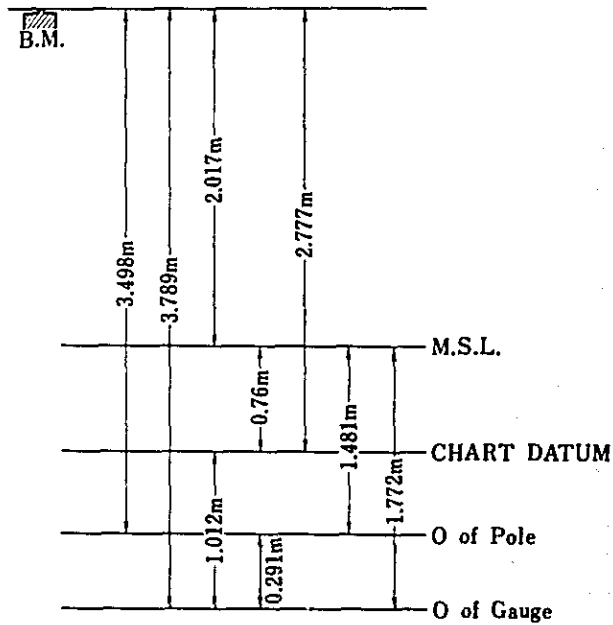 B.M.
2.017m
2.777m
3.498m
3.789m
M.S.L.
0.76m
1.481m
CHART DATUM
1.772m
1.012m
O of Pole
0.291m
O of Gauge